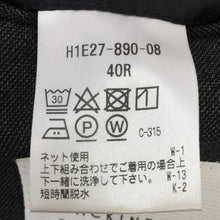 H1E27-890-08
40R
30
P W C-315
ネット使用 W-1
上下組み合わせでご着用の場合上 W-13
下一緒に洗浄して下さい。 K-2
短時間脱水